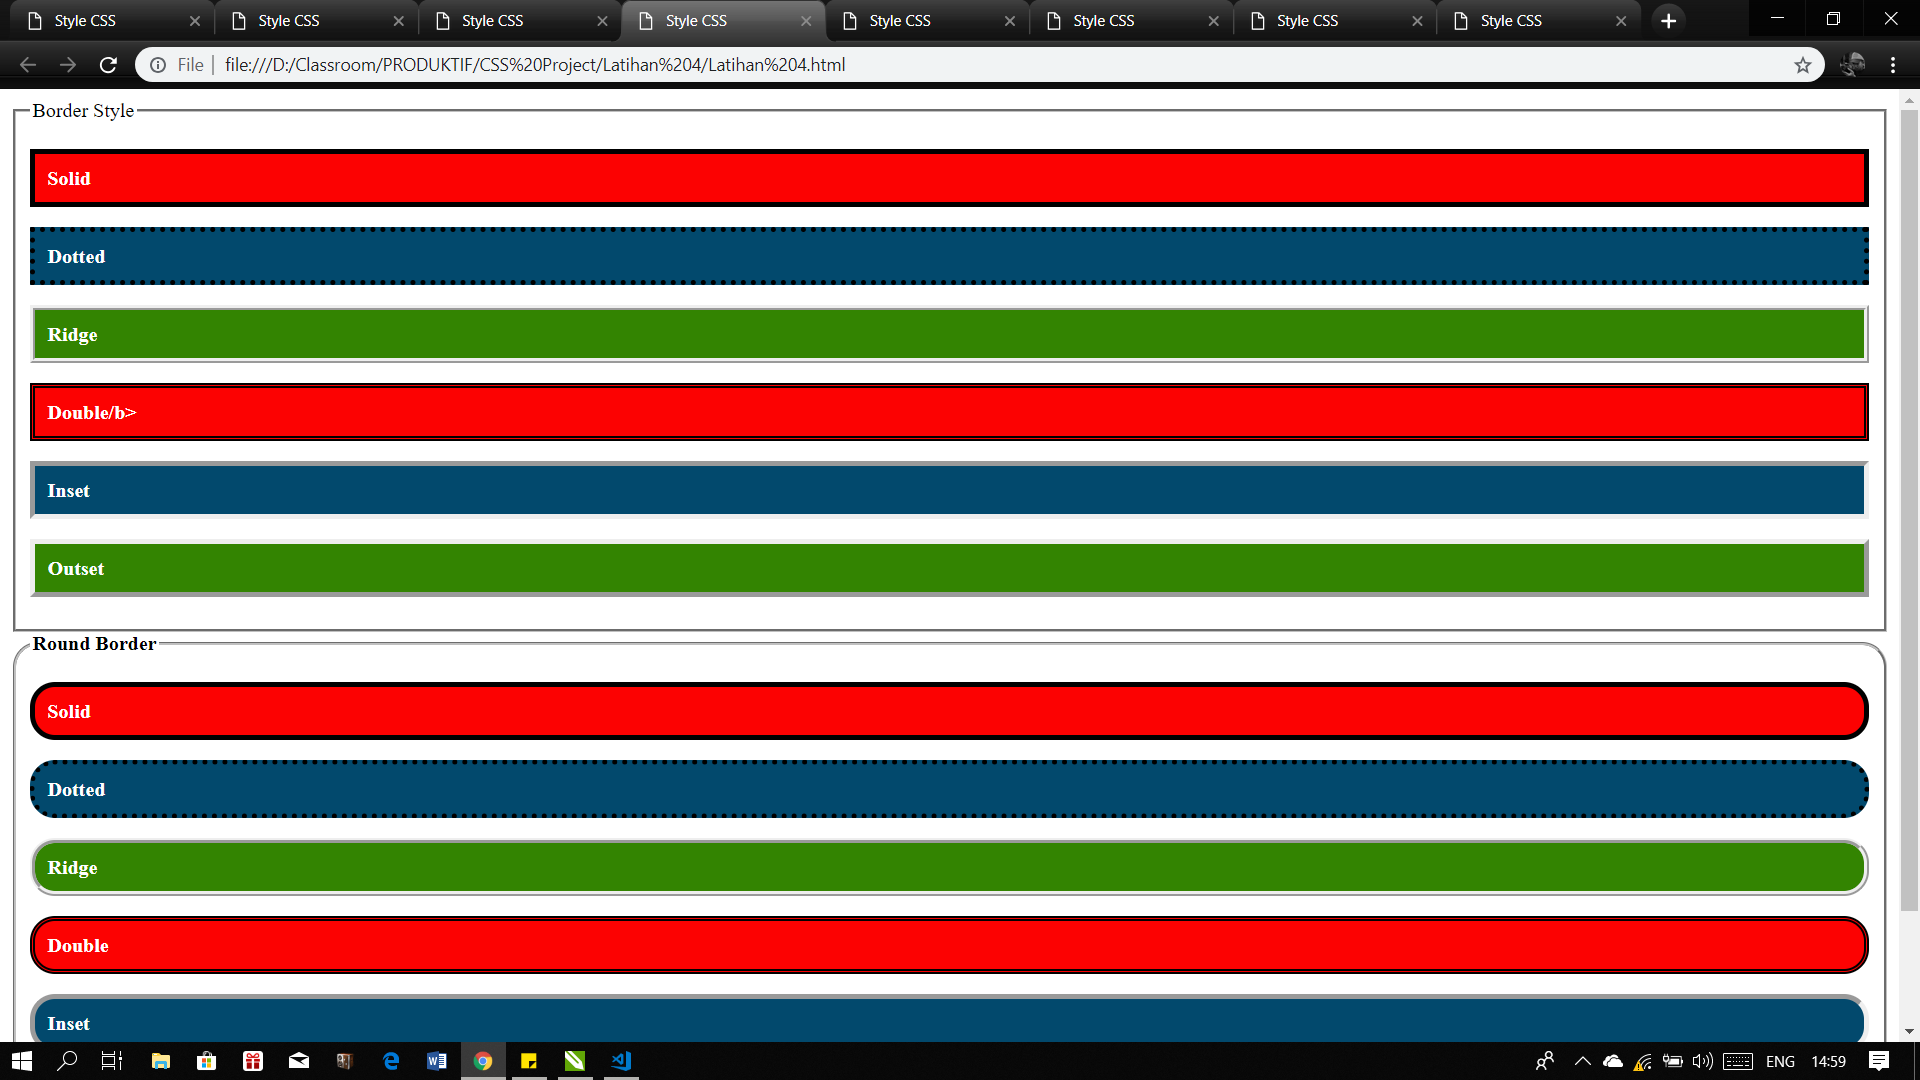 Style CSS
Style CSS
Style CSS
Style CSS
Style CSS
Style CSS
Style CSS
Style CSS
File | file:///D:/Classroom/PRODUKTIF/CSS%20Project/Latihan%204/Latihan%204.html
Border Style
Solid
Dotted
Ridge
Double/b>
Inset
Outset
Round Border
Solid
Dotted
Ridge
Double
Inset
ENG 14:59